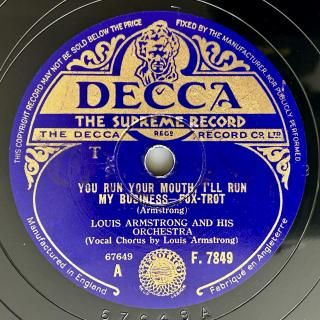 THIS COPYRIGHT RECORD MAY NOT BE SOLD BELOW THE PRICE
FIXED BY THE MANUFACTURER, NOR PUBLICLY PERFORMED.
DECCA
THE SUPREME RECORD
THE DECCA REGD RECORD CO. LTD
T
YOU RUN YOUR MOUTH, I'LL RUN
MY BUSINESS—FOX-TROT
(Armstrong)
LOUIS ARMSTRONG AND HIS
ORCHESTRA
(Vocal Chorus by Louis Armstrong)
67649
A
F. 7849
Manufactured in England
Fabriqué en Angleterre
67649A